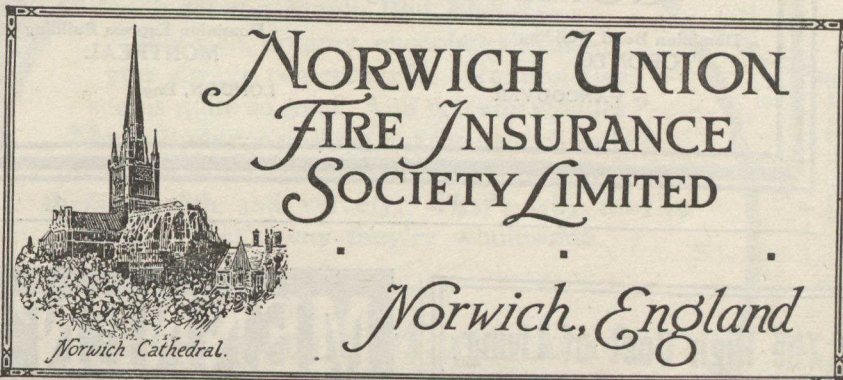 NORWICH UNION
FIRE INSURANCE
SOCIETY LIMITED
Norwich, England
Norwich Cathedral.